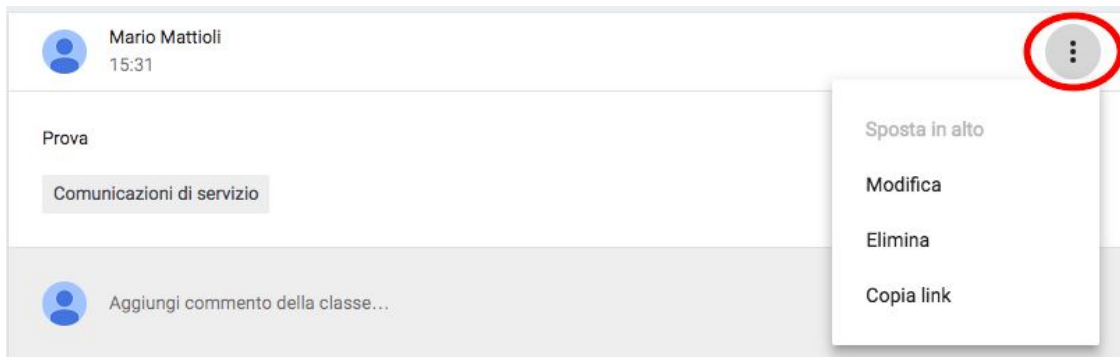 Mario Mattioli
15:31
Sposta in alto
Prova
Modifica
Comunicazioni di servizio
Elimina
Copia link
Aggiungi commento della classe...